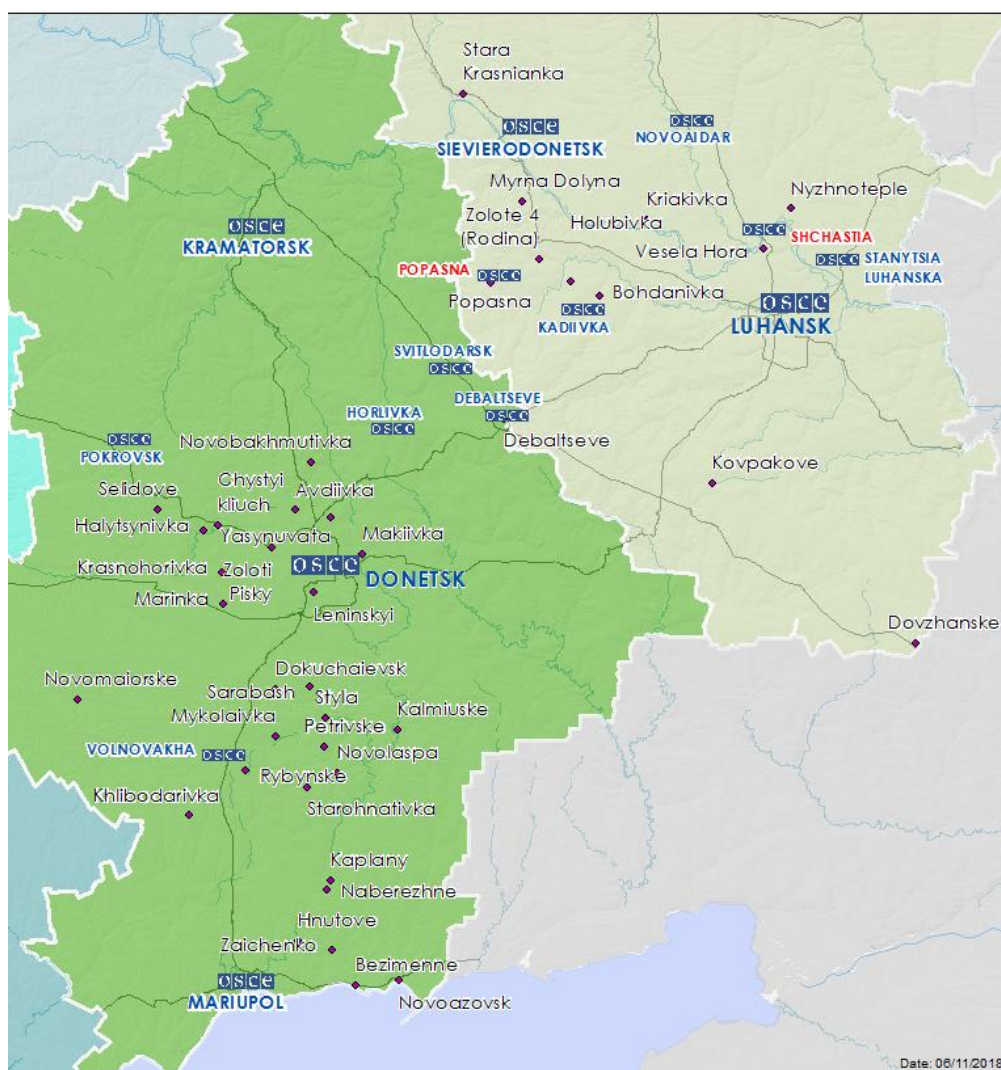 Stara
Krasnianka
osce
SIEVIERODONETSK
osce
NOVOAIDAR
Myrna Dolyna
Kriakivka
Nyzhnoteple
Zolote 4
(Rodina)
Holubivka
osce
KRAMATORSK
osce
SHCHASTIA
Vesela Hora
osce
STANYTSIA
LUHANSKA
POPASNA
osce
Popasna
Bohdanivka
osce
KADIIVKA
osce
LUHANSK
SVITLODARSK
osce
DEBALTSEVE
osce
Debaltseve
HORLIVKA
osce
osce
POKROVSK
Novobakhmutivka
Kovpakove
Selidove
Chystyi
kliuch
Avdiivka
Halytsynivka
Yasynuvata
Makiivka
Krasnohorivka
Zoloti
Pisky
osce
DONETSK
Marinka
Leninskyi
Dovzhanske
Novomaiorske
Dokuchaievsk
Sarabash
Styla
Mykolaivka
Petrivske
Kalmiuske
VOLNOVAKHA
osce
Novolaspa
Rybynske
Khlibodarivka
Starohnativka
Kaplany
Naberezhne
Hnutove
Zaichenko
Bezimenne
osce
MARIUPOL
Novoazovsk
Date: 06/11/2018